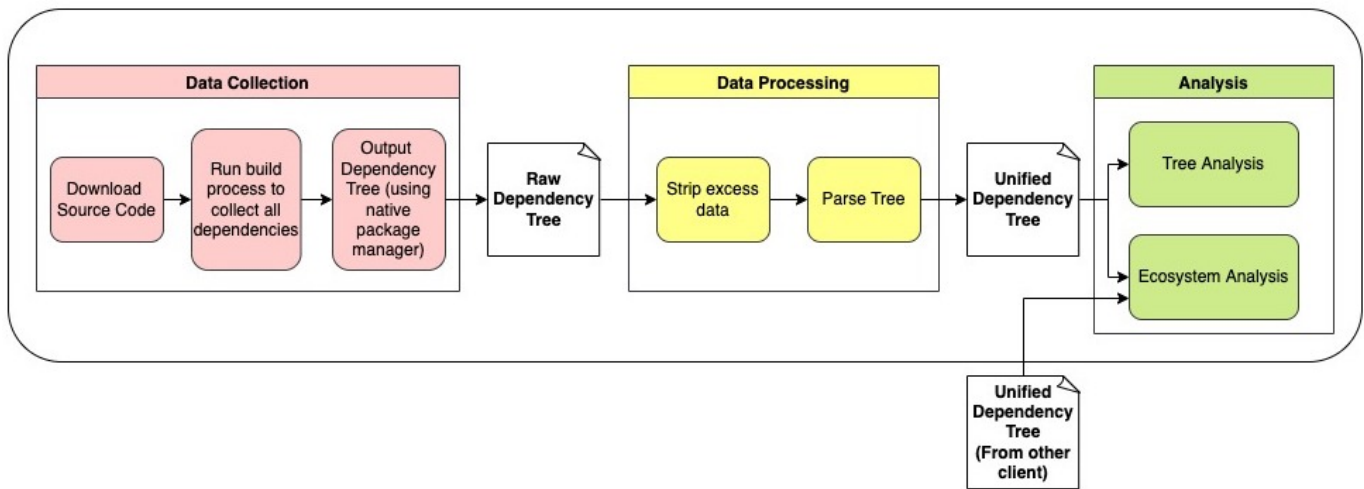 Data Collection
Download
Source Code
Run build
process to
collect all
dependencies
Output
Dependency
Tree (using
native
package
manager)
Raw
Dependency
Tree
Data Processing
Strip excess
data
Parse Tree
Unified
Dependency
Tree
Analysis
Tree Analysis
Ecosystem Analysis
Unified
Dependency
Tree
(From other
client)